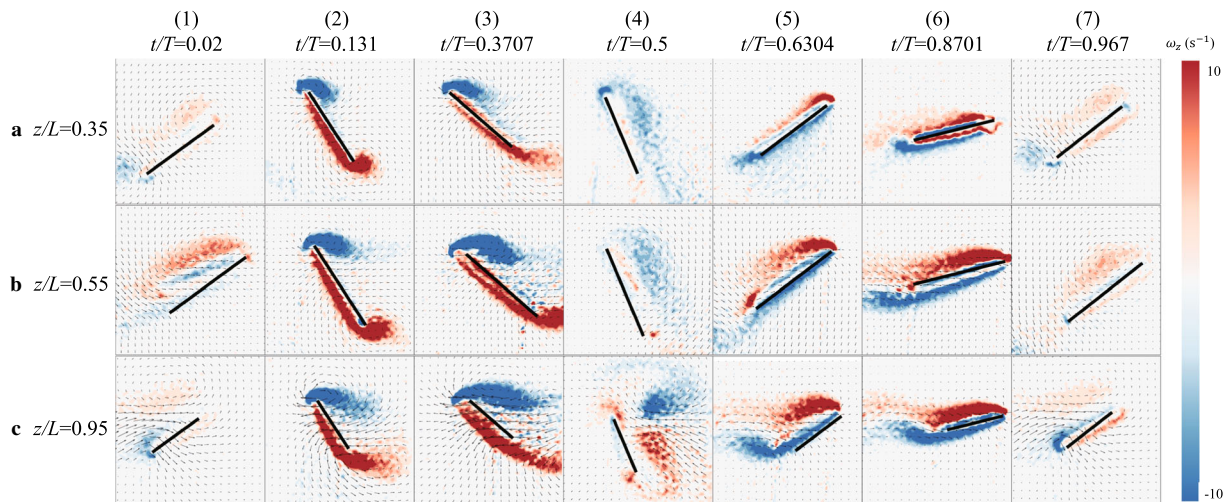 (1) (2) (3) (4) (5) (6) (7)
t/T=0.02 t/T=0.131 t/T=0.3707 t/T=0.5 t/T=0.6304 t/T=0.8701 t/T=0.967
ω_z (s⁻¹)
10
a z/L=0.35
b z/L=0.55
c z/L=0.95
-10